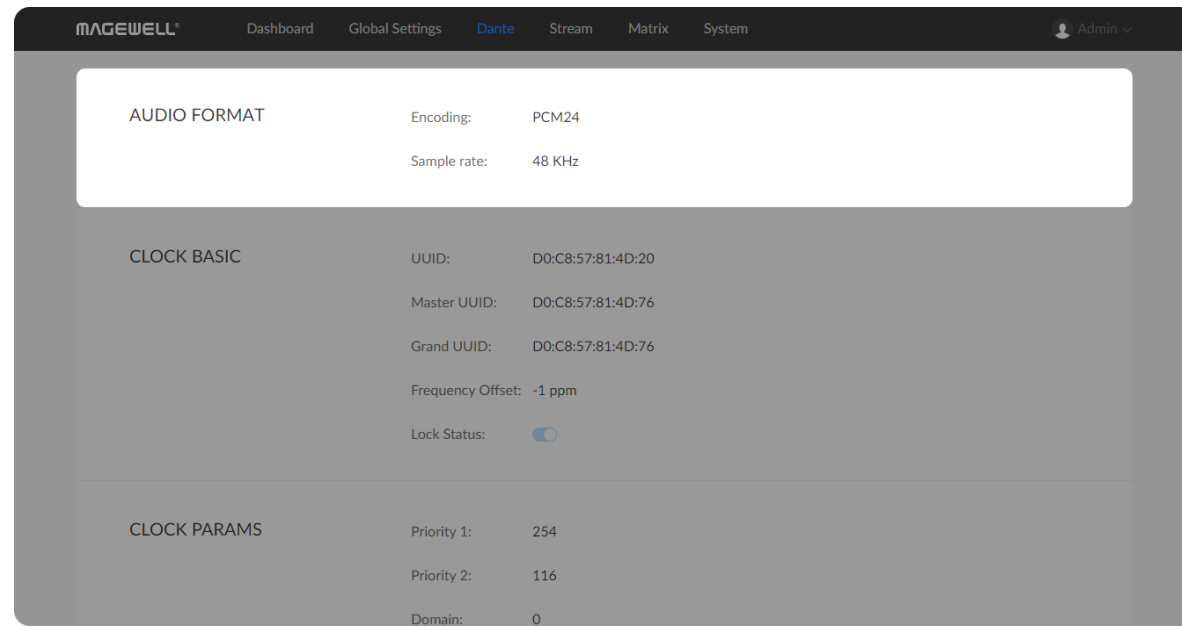 MAGEWELL® Dashboard Global Settings Dante Stream Matrix System Admin
AUDIO FORMAT Encoding: PCM24
Sample rate: 48 KHz
CLOCK BASIC UUID: D0:C8:57:81:4D:20
Master UUID: D0:C8:57:81:4D:76
Grand UUID: D0:C8:57:81:4D:76
Frequency Offset: -1 ppm
Lock Status:
CLOCK PARAMS Priority 1: 254
Priority 2: 116
Domain: 0